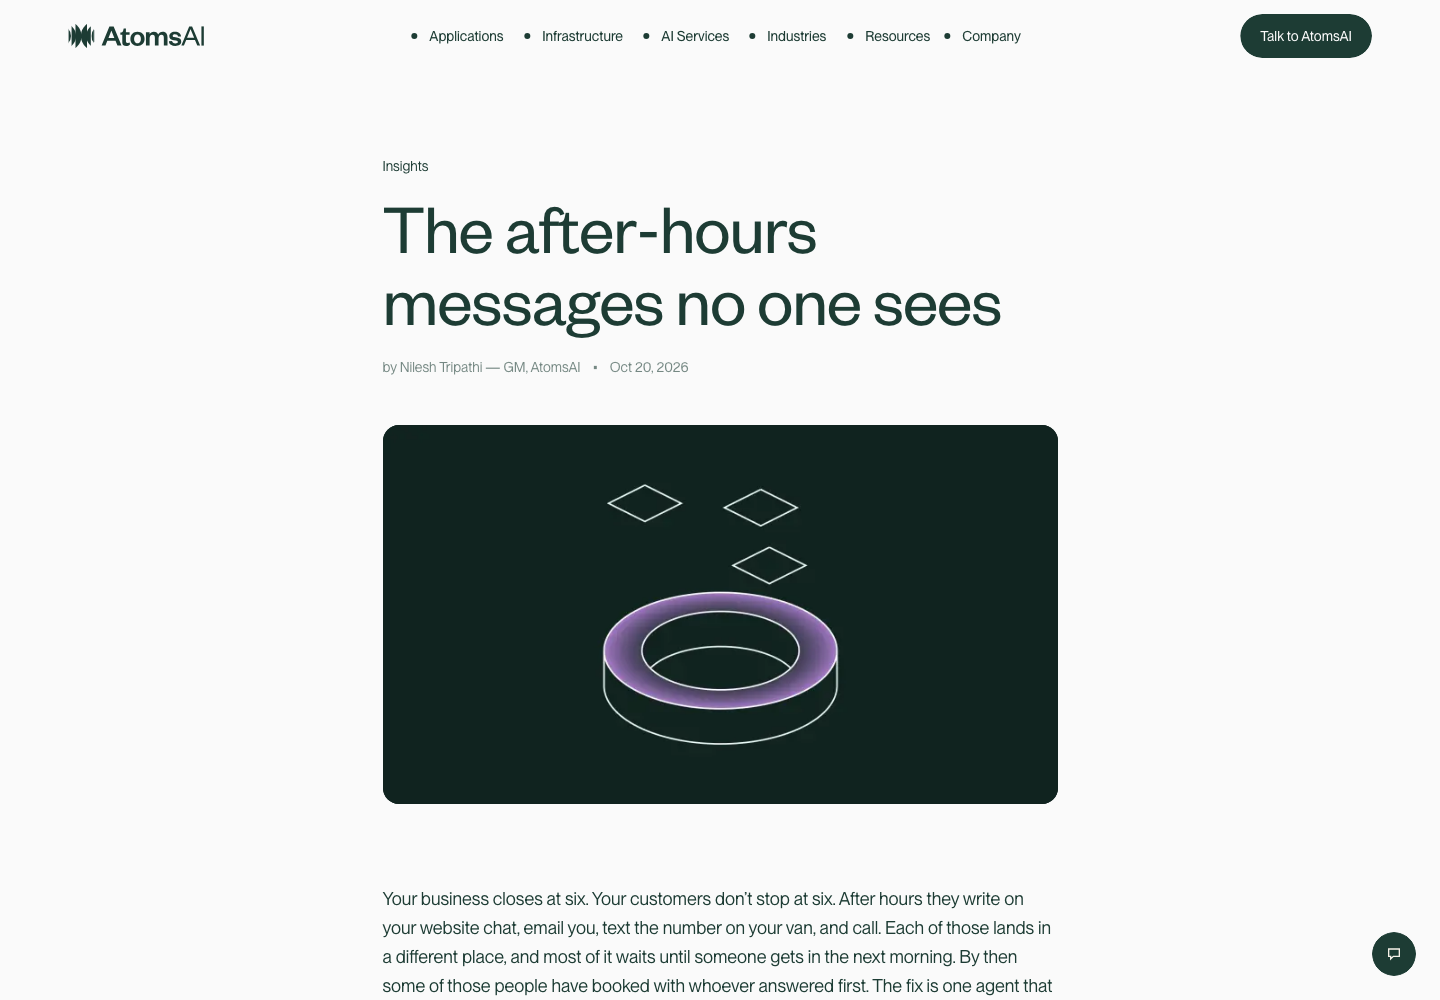 AtomsAI
Applications
Infrastructure
AI Services
Industries
Resources
Company
Talk to AtomsAI
Insights
The after-hours
messages no one sees
by Nilesh Tripathi — GM, AtomsAI • Oct 20, 2026
Your business closes at six. Your customers don’t stop at six. After hours they write on
your website chat, email you, text the number on your van, and call. Each of those lands in
a different place, and most of it waits until someone gets in the next morning. By then
some of those people have booked with whoever answered first. The fix is one agent that